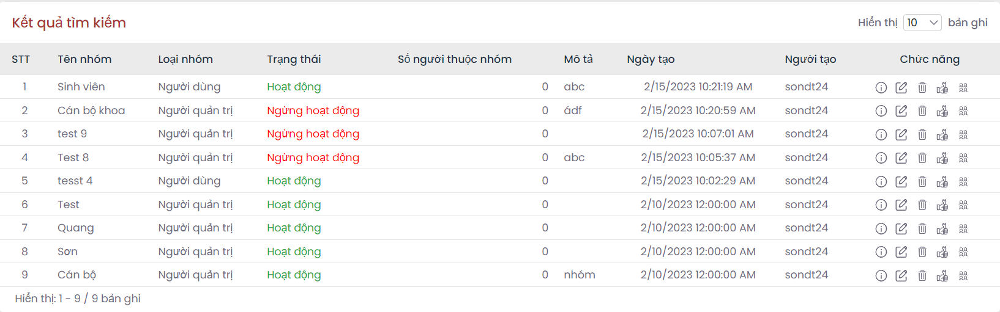 Kết quả tìm kiếm Hiển thị 10 bản ghi
STT Tên nhóm Loại nhóm Trạng thái Số người thuộc nhóm Mô tả Ngày tạo Người tạo Chức năng
1 Sinh viên Người dùng Hoạt động 0 abc 2/15/2023 10:21:19 AM sondt24
2 Cán bộ khoa Người quản trị Ngừng hoạt động 0 ádf 2/15/2023 10:20:59 AM sondt24
3 test 9 Người quản trị Ngừng hoạt động 0 2/15/2023 10:07:01 AM sondt24
4 Test 8 Người quản trị Ngừng hoạt động 0 abc 2/15/2023 10:05:37 AM sondt24
5 tesst 4 Người dùng Hoạt động 0 2/15/2023 10:02:29 AM sondt24
6 Test Người quản trị Hoạt động 0 2/10/2023 12:00:00 AM sondt24
7 Quang Người quản trị Hoạt động 0 2/10/2023 12:00:00 AM sondt24
8 Sơn Người quản trị Hoạt động 0 2/10/2023 12:00:00 AM sondt24
9 Cán bộ Người quản trị Hoạt động 0 nhóm 2/10/2023 12:00:00 AM sondt24
Hiển thị: 1 - 9 / 9 bản ghi